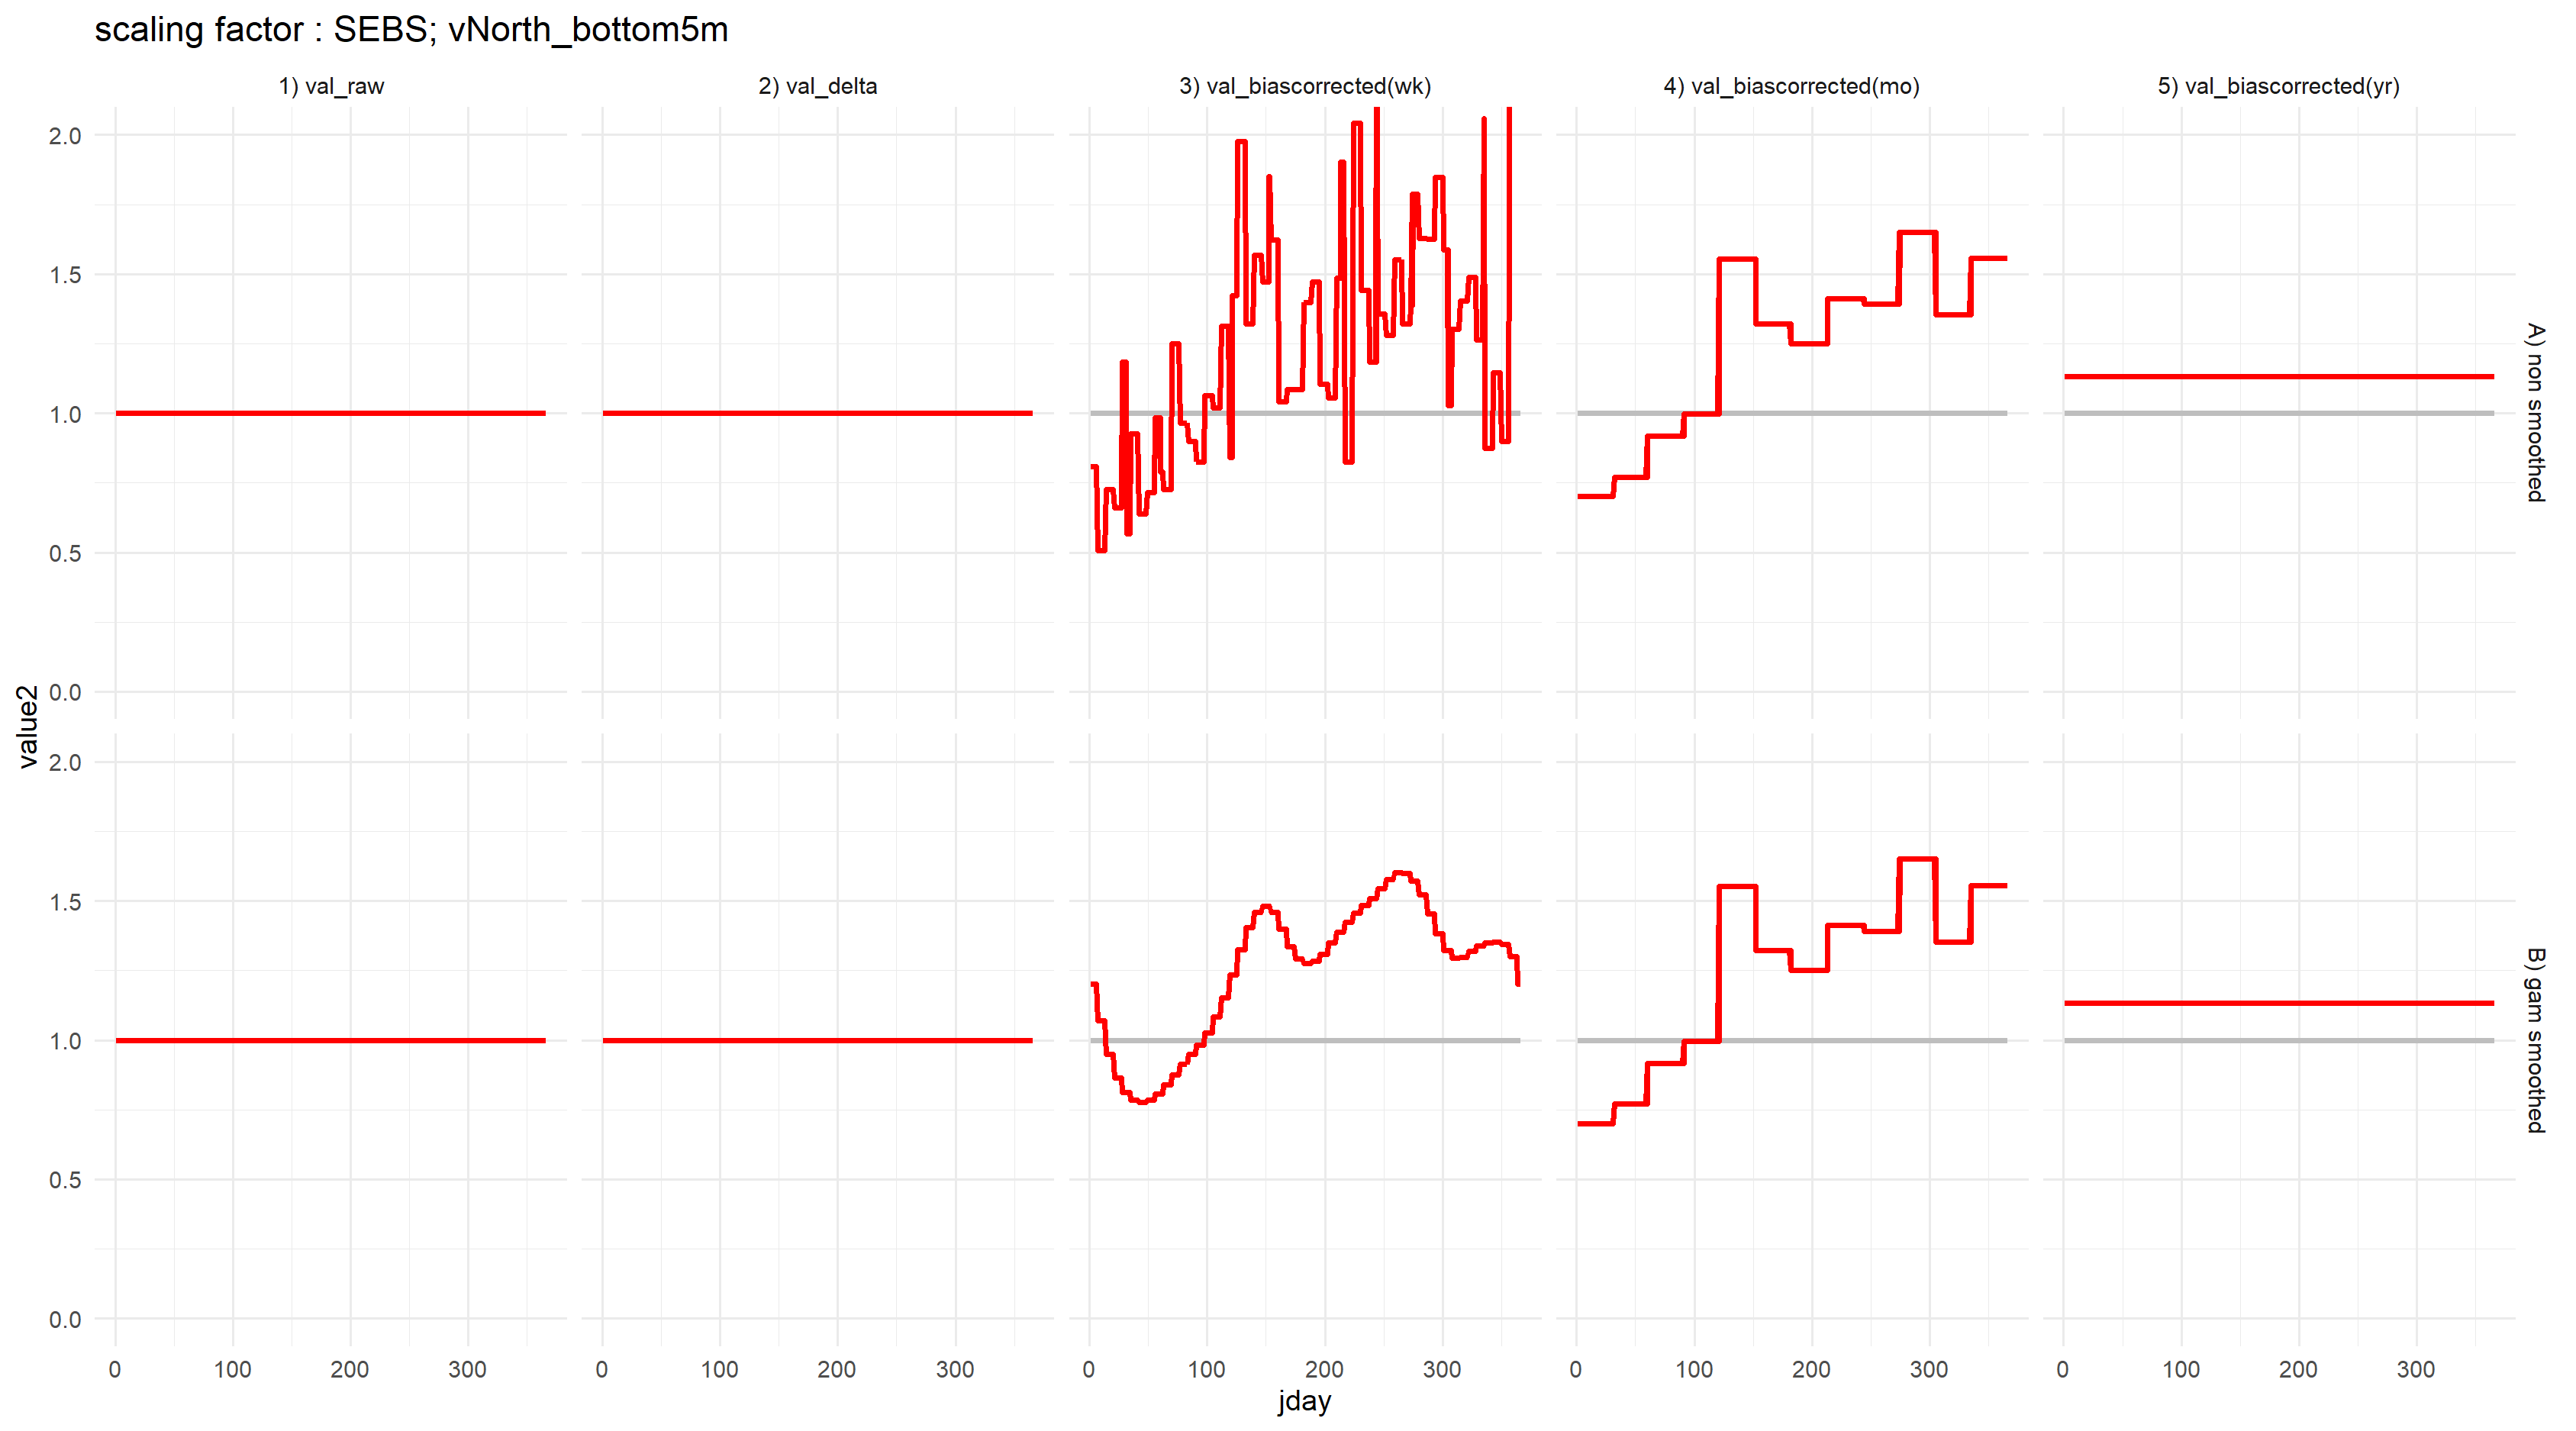 scaling factor : SEBS; vNorth_bottom5m
1) val_raw
2) val_delta
3) val_biascorrected(wk)
4) val_biascorrected(mo)
5) val_biascorrected(yr)
2.0
1.5
1.0
0.5
0.0
A) non smoothed
value2
2.0
1.5
1.0
0.5
0.0
B) gam smoothed
0 100 200 300 0 100 200 300 0 100 200 300 0 100 200 300 0 100 200 300
jday